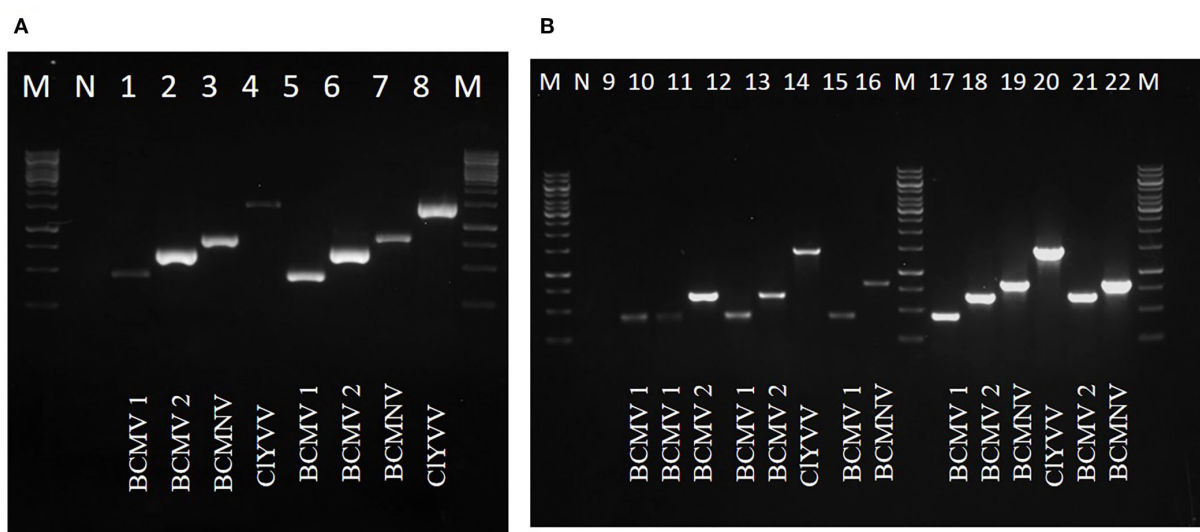 A
M N 1 2 3 4 5 6 7 8 M
BCMV 1
BCMV 2
BCMNV
ClYVV
BCMV 1
BCMV 2
BCMNV
ClYVV
B
M N 9 10 11 12 13 14 15 16 M 17 18 19 20 21 22 M
BCMV 1
BCMV 1
BCMV 2
BCMV 1
BCMV 2
ClYVV
BCMV 1
BCMNV
BCMV 1
BCMV 2
BCMNV
ClYVV
BCMV 2
BCMNV